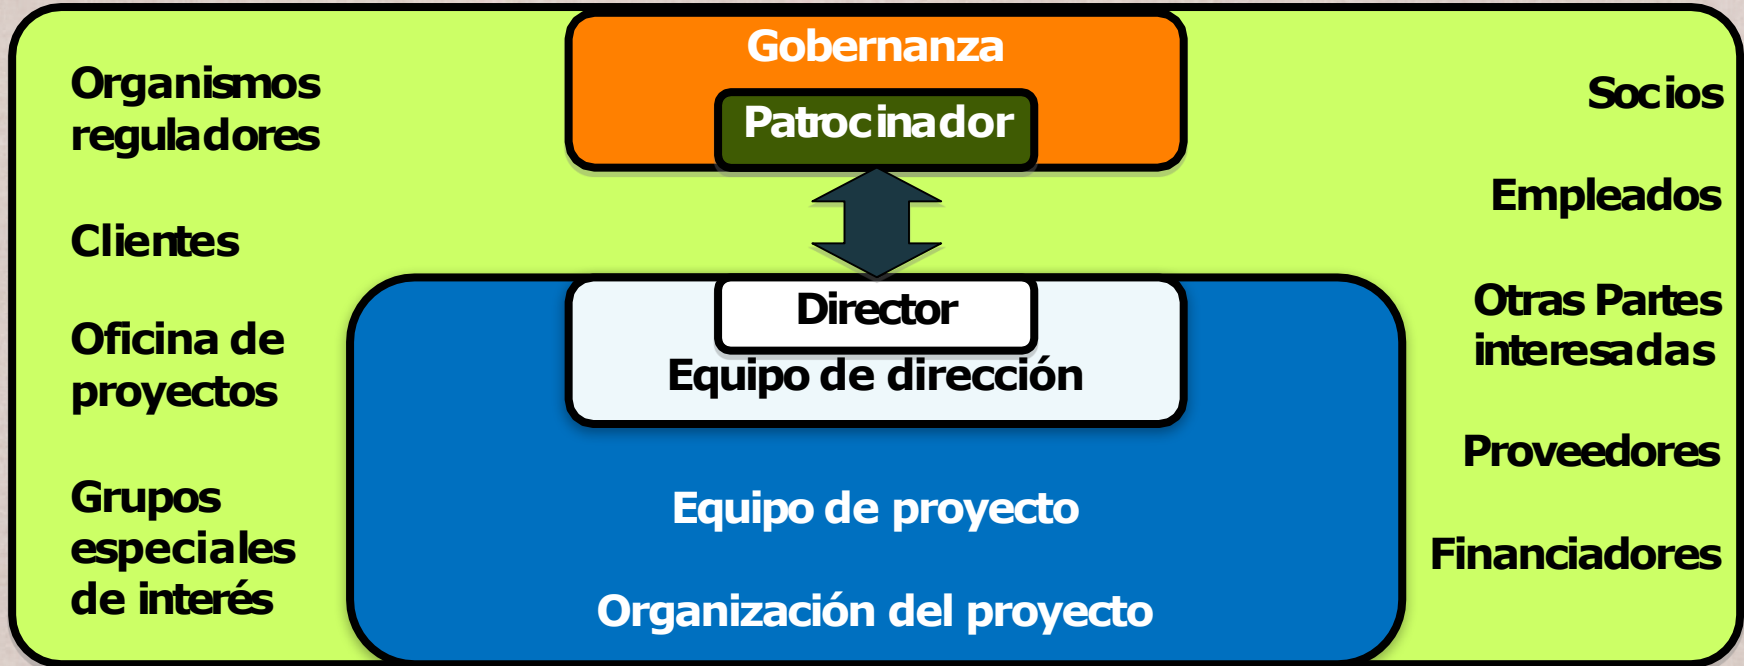 Gobernanza
Patrocinador
Organismos
reguladores
Clientes
Oficina de
proyectos
Grupos
especiales
de interés
Director
Equipo de dirección
Equipo de proyecto
Organización del proyecto
Socios
Empleados
Otras Partes
interesadas
Proveedores
Financiadores